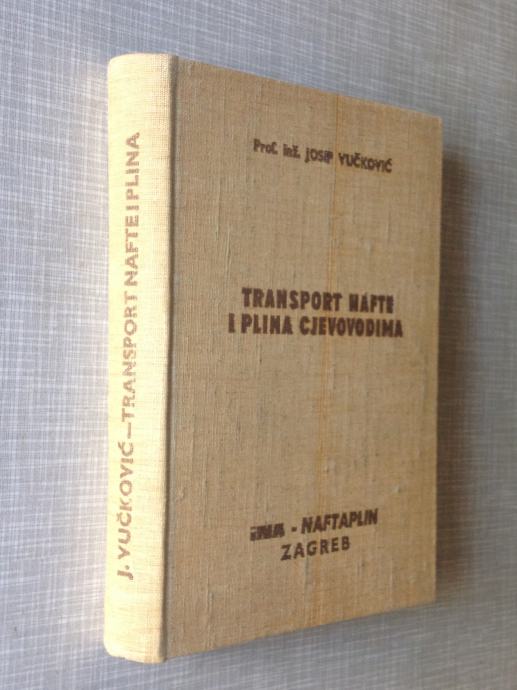 Prof. inž. JOSIP VUČKOVIĆ
TRANSPORT NAFTE
I PLINA CJEVOVODIMA
INA - NAFTAPLIN
ZAGREB
J. VUČKOVIĆ - TRANSPORT NAFTE I PLINA